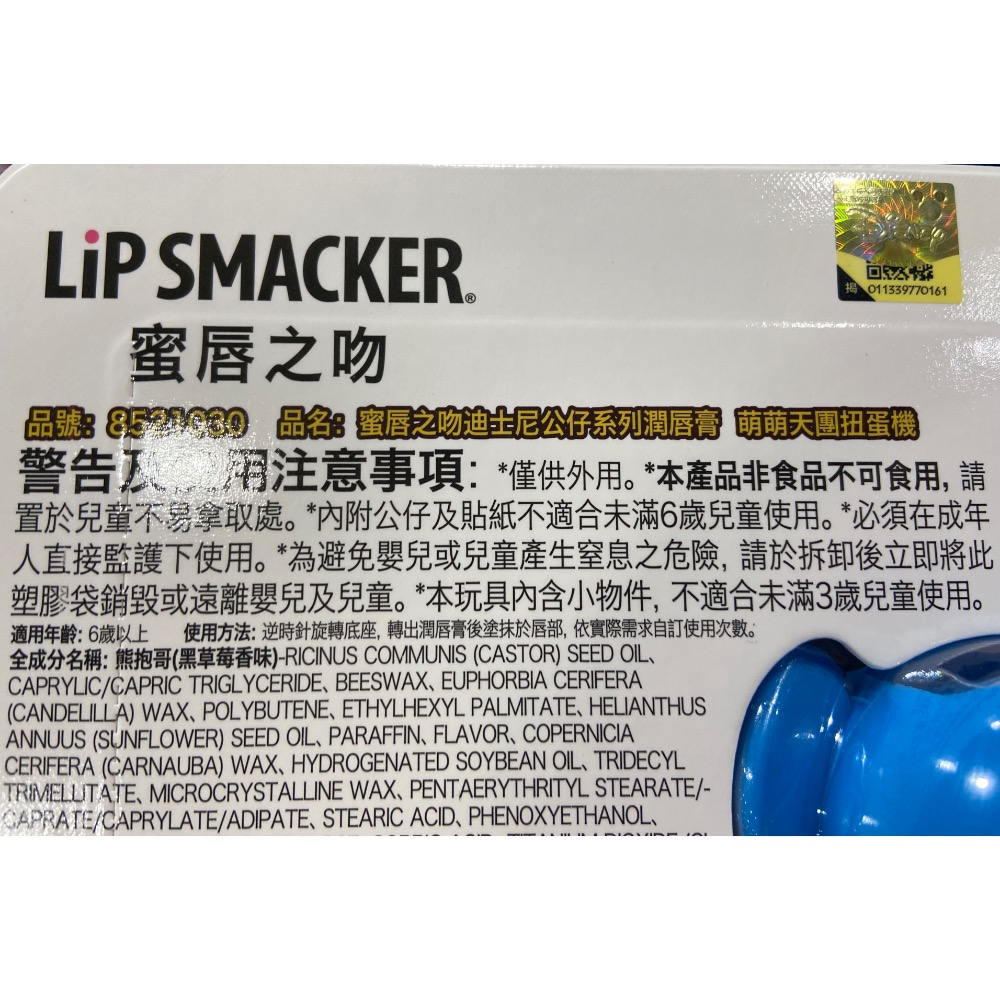 LiP SMACKER®
揭 011339770161
蜜唇之吻
品號: 8521030 品名: 蜜唇之吻迪士尼公仔系列潤唇膏 萌萌天團扭蛋機
警告及使用注意事項: *僅供外用。*本產品非食品不可食用, 請
置於兒童不易拿取處。*內附公仔及貼紙不適合未滿6歲兒童使用。*必須在成年
人直接監護下使用。*為避免嬰兒或兒童產生窒息之危險, 請於拆卸後立即將此
塑膠袋銷毀或遠離嬰兒及兒童。*本玩具內含小物件, 不適合未滿3歲兒童使用。
適用年齡: 6歲以上 使用方法: 逆時針旋轉底座, 轉出潤唇膏後塗抹於唇部, 依實際需求自訂使用次數。
全成分名稱: 熊抱哥(黑草莓香味)-RICINUS COMMUNIS (CASTOR) SEED OIL、
CAPRYLIC/CAPRIC TRIGLYCERIDE、BEESWAX、EUPHORBIA CERIFERA
(CANDELILLA) WAX、POLYBUTENE、ETHYLHEXYL PALMITATE、HELIANTHUS
ANNUUS (SUNFLOWER) SEED OIL、PARAFFIN、FLAVOR、COPERNICIA
CERIFERA (CARNAUBA) WAX、HYDROGENATED SOYBEAN OIL、TRIDECYL
TRIMELLITATE、MICROCRYSTALLINE WAX、PENTAERYTHRITYL STEARATE/-
CAPRATE/CAPRYLATE/ADIPATE、STEARIC ACID、PHENOXYETHANOL、